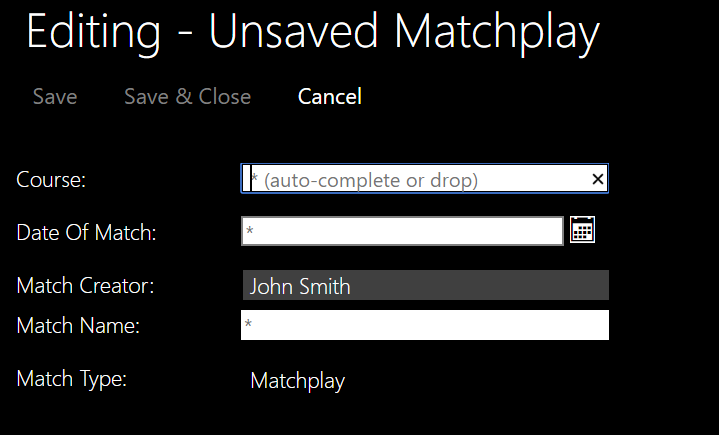 Editing - Unsaved Matchplay
Save Save & Close Cancel
Course: * (auto-complete or drop)
Date Of Match: *
Match Creator: John Smith
Match Name: *
Match Type: Matchplay